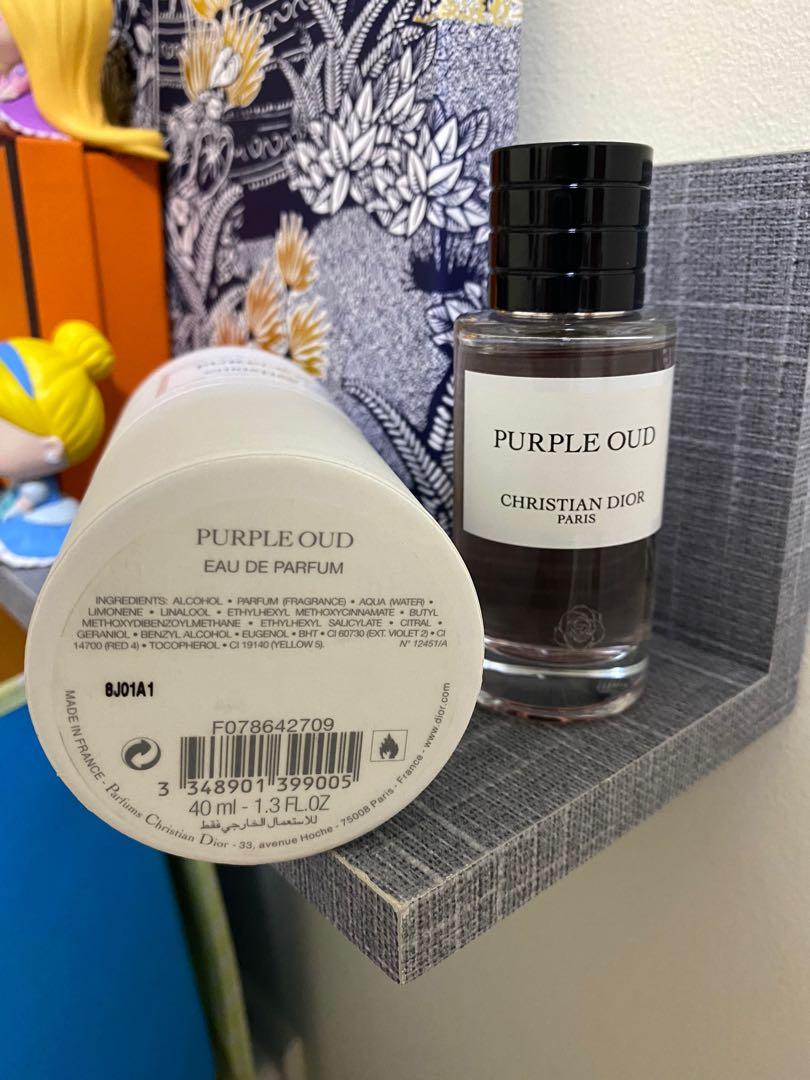 PURPLE OUD
EAU DE PARFUM
INGREDIENTS: ALCOHOL • PARFUM (FRAGRANCE) • AQUA (WATER) •
LIMONENE • LINALOOL • ETHYLHEXYL METHOXYCINNAMATE • BUTYL
METHOXYDIBENZOYLMETHANE • ETHYLHEXYL SALICYLATE • CITRAL •
GERANIOL • BENZYL ALCOHOL • EUGENOL • BHT • CI 60730 (EXT. VIOLET 2) • CI
14700 (RED 4) • TOCOPHEROL • CI 19140 (YELLOW 5). N° 12451/A
8J01A1
F078642709
3 348901 399005
40 ml - 1.3 FL.OZ
للاستعمال الخارجي فقط
MADE IN FRANCE - Parfums Christian Dior - 33, avenue Hoche - 75008 Paris - France - www.dior.com
PURPLE OUD
CHRISTIAN DIOR
PARIS